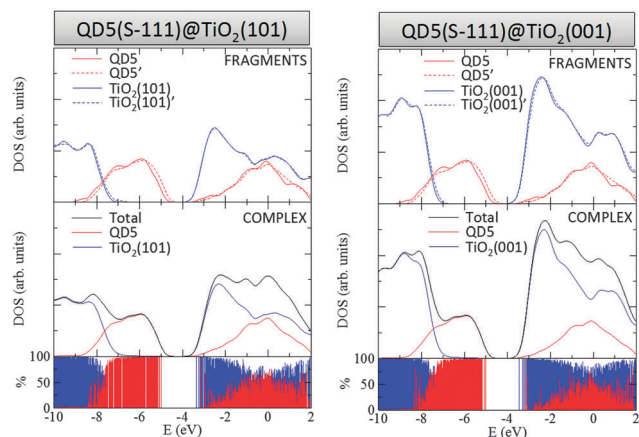 QD5(S-111)@TiO2(101)
FRAGMENTS
QD5
QD5'
TiO2(101)
TiO2(101)'
DOS (arb. units)
COMPLEX
Total
QD5
TiO2(101)
DOS (arb. units)
100
50
0
%
-10 -8 -6 -4 -2 0 2
E (eV)
QD5(S-111)@TiO2(001)
QD5
FRAGMENTS
QD5'
TiO2(001)
TiO2(001)'
DOS (arb. units)
Total
COMPLEX
QD5
TiO2(001)
DOS (arb. units)
100
50
0
%
-10 -8 -6 -4 -2 0 2
E (eV)